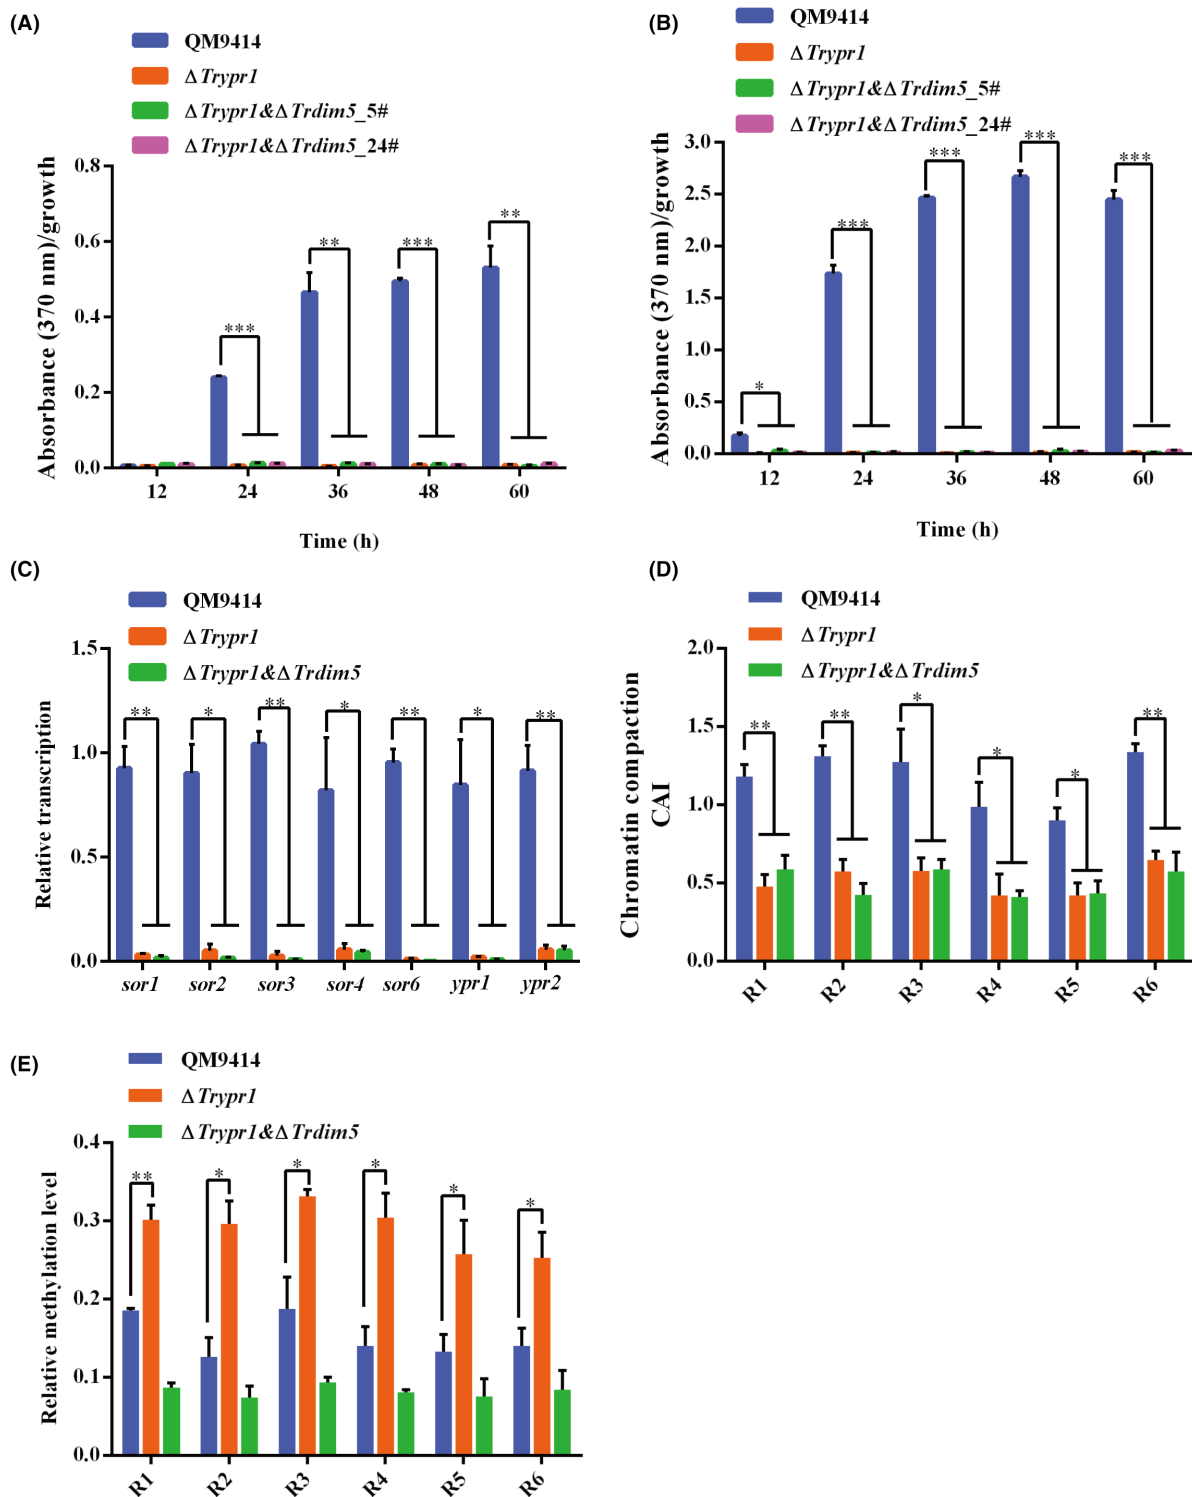 (A)
QM9414
ΔTrypr1
ΔTrypr1&ΔTrdim5_5#
ΔTrypr1&ΔTrdim5_24#
Absorbance (370 nm)/growth
0.8
0.6
0.4
0.2
0.0
***
**
***
**
12 24 36 48 60
Time (h)
(B)
QM9414
ΔTrypr1
ΔTrypr1&ΔTrdim5_5#
ΔTrypr1&ΔTrdim5_24#
Absorbance (370 nm)/growth
3.0
2.5
2.0
1.5
1.0
0.5
0.0
*
***
***
***
***
12 24 36 48 60
Time (h)
(C)
QM9414
ΔTrypr1
ΔTrypr1&ΔTrdim5
Relative transcription
1.5
1.0
0.5
0.0
** * ** * ** * **
sor1 sor2 sor3 sor4 sor6 ypr1 ypr2
(D)
QM9414
ΔTrypr1
ΔTrypr1&ΔTrdim5
Chromatin compaction
CAI
2.0
1.5
1.0
0.5
0.0
** ** * * * **
R1 R2 R3 R4 R5 R6
(E)
QM9414
ΔTrypr1
ΔTrypr1&ΔTrdim5
Relative methylation level
0.4
0.3
0.2
0.1
0.0
** * * * * *
R1 R2 R3 R4 R5 R6